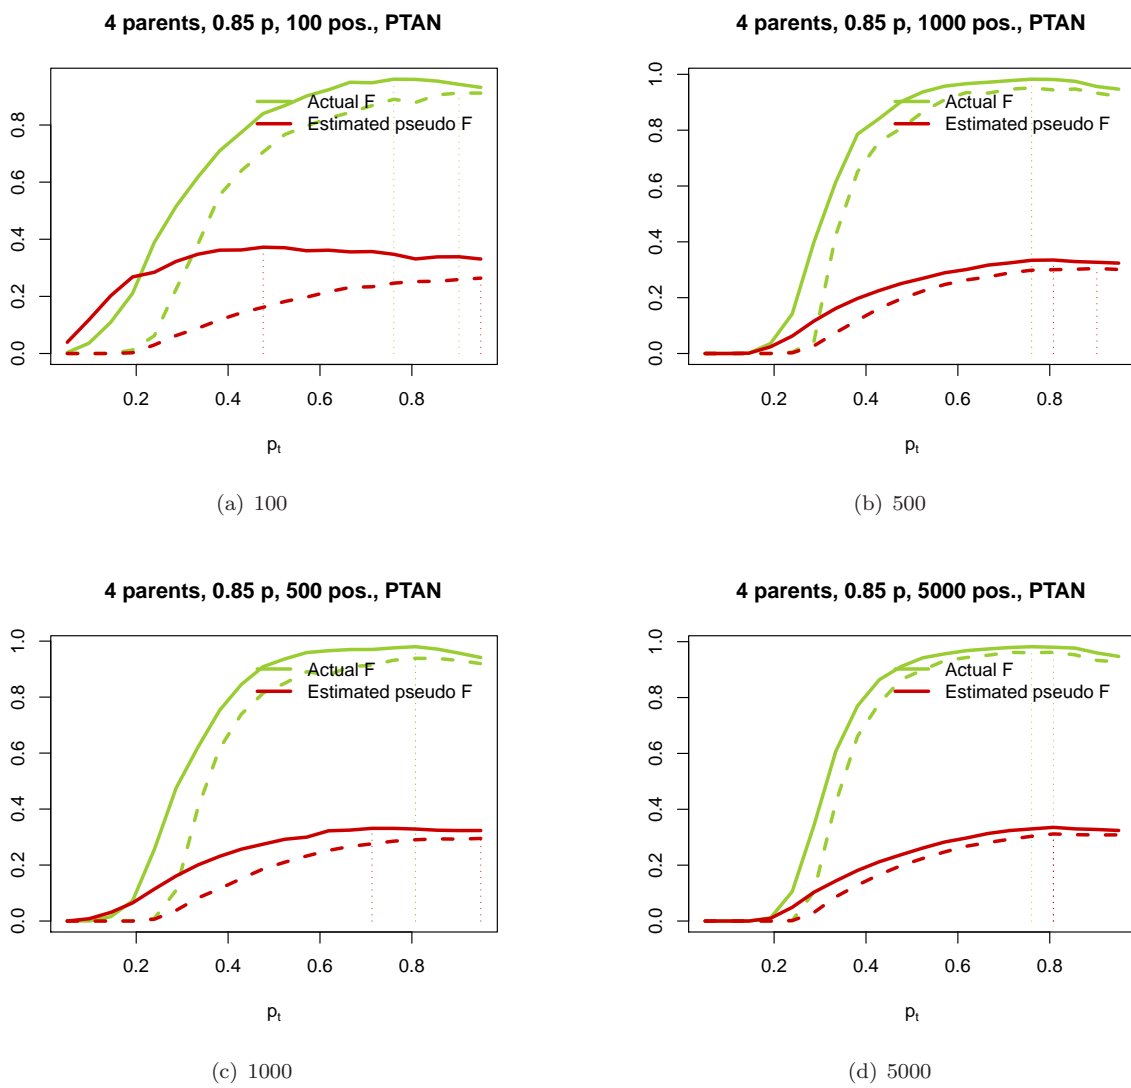 4 parents, 0.85 p, 100 pos., PTAN
Actual F
Estimated pseudo F
0.0 0.2 0.4 0.6 0.8
0.2 0.4 0.6 0.8
pt
(a) 100
4 parents, 0.85 p, 1000 pos., PTAN
Actual F
Estimated pseudo F
0.0 0.2 0.4 0.6 0.8 1.0
0.2 0.4 0.6 0.8
pt
(b) 500
4 parents, 0.85 p, 500 pos., PTAN
Actual F
Estimated pseudo F
0.0 0.2 0.4 0.6 0.8 1.0
0.2 0.4 0.6 0.8
pt
(c) 1000
4 parents, 0.85 p, 5000 pos., PTAN
Actual F
Estimated pseudo F
0.0 0.2 0.4 0.6 0.8 1.0
0.2 0.4 0.6 0.8
pt
(d) 5000